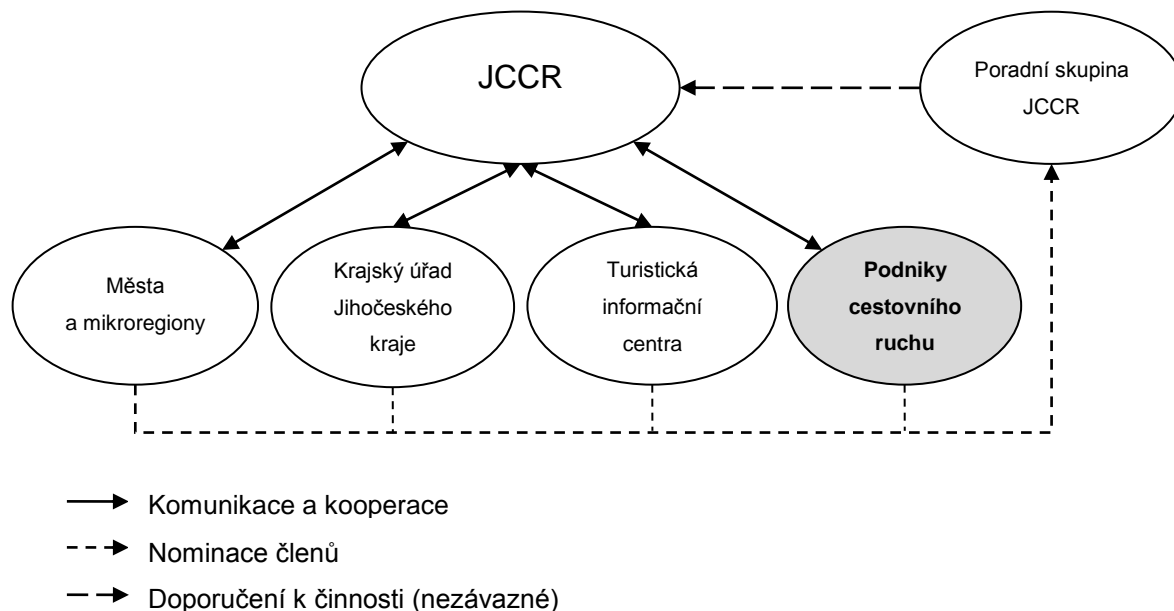 JCCR
Poradní skupina
JCCR
Města
a mikroregiony
Krajský úřad
Jihočeského
kraje
Turistická
informační
centra
Podniky
cestovního
ruchu
Komunikace a kooperace
Nominace členů
Doporučení k činnosti (nezávazné)